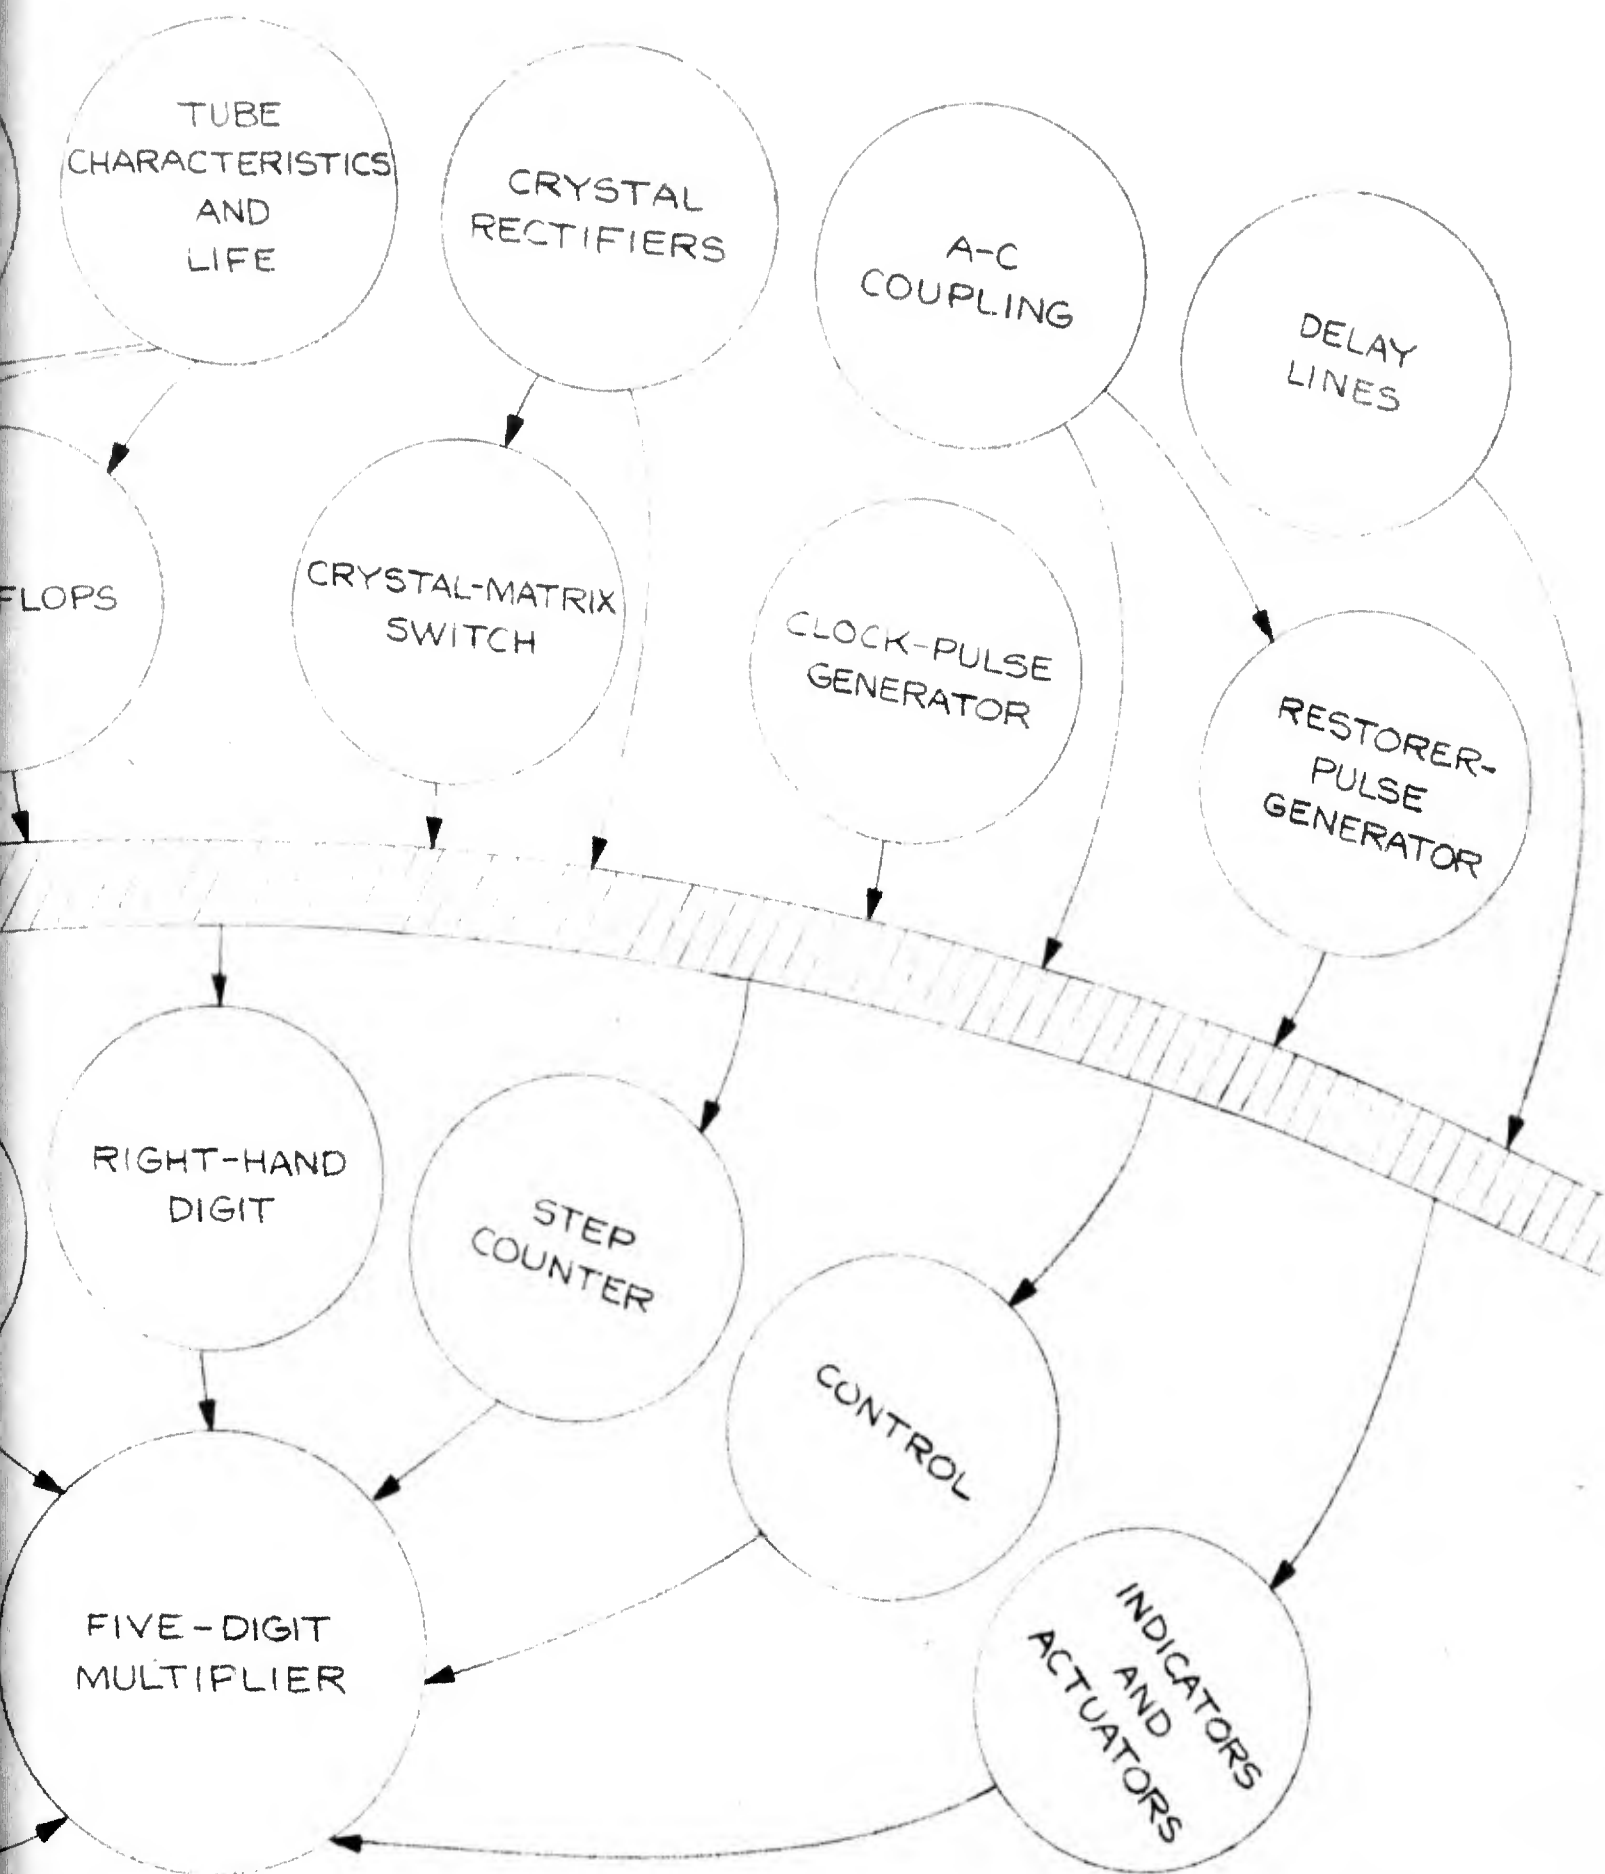 TUBE
CHARACTERISTICS
AND
LIFE
CRYSTAL
RECTIFIERS
A-C
COUPLING
DELAY
LINES
FLOPS
CRYSTAL-MATRIX
SWITCH
CLOCK-PULSE
GENERATOR
RESTORER-
PULSE
GENERATOR
RIGHT-HAND
DIGIT
STEP
COUNTER
CONTROL
FIVE-DIGIT
MULTIPLIER
INDICATORS
AND
ACTUATORS